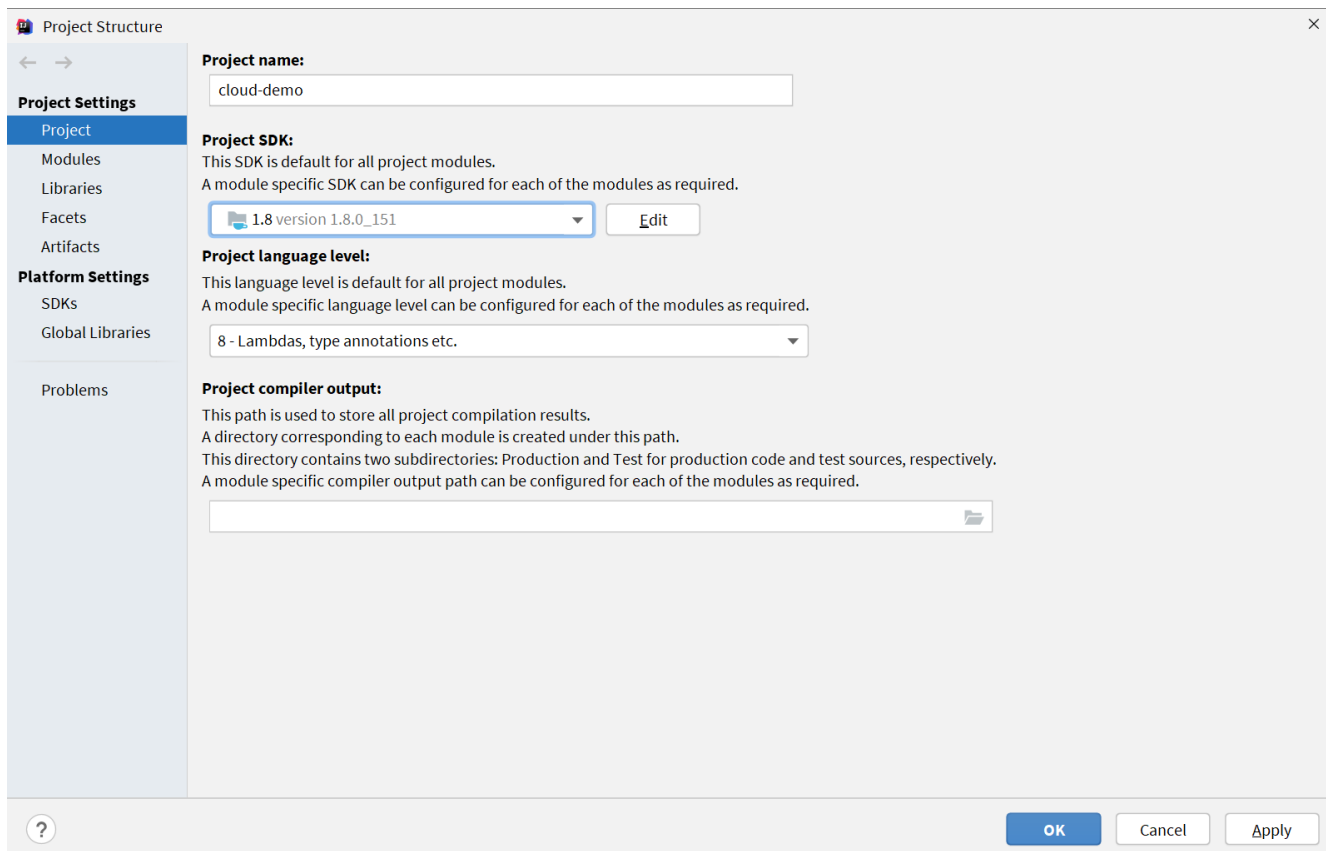 Project Structure
Project Settings
Project
Modules
Libraries
Facets
Artifacts
Platform Settings
SDKs
Global Libraries
Problems
Project name:
cloud-demo
Project SDK:
This SDK is default for all project modules.
A module specific SDK can be configured for each of the modules as required.
1.8 version 1.8.0_151
Edit
Project language level:
This language level is default for all project modules.
A module specific language level can be configured for each of the modules as required.
8 - Lambdas, type annotations etc.
Project compiler output:
This path is used to store all project compilation results.
A directory corresponding to each module is created under this path.
This directory contains two subdirectories: Production and Test for production code and test sources, respectively.
A module specific compiler output path can be configured for each of the modules as required.
?
OK
Cancel
Apply